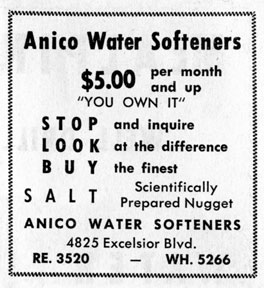 Anico Water Softeners
$5.00 per month and up
"YOU OWN IT"
STOP and inquire
LOOK at the difference
BUY the finest
SALT Scientifically Prepared Nugget
ANICO WATER SOFTENERS
4825 Excelsior Blvd.
RE. 3520 — WH. 5266